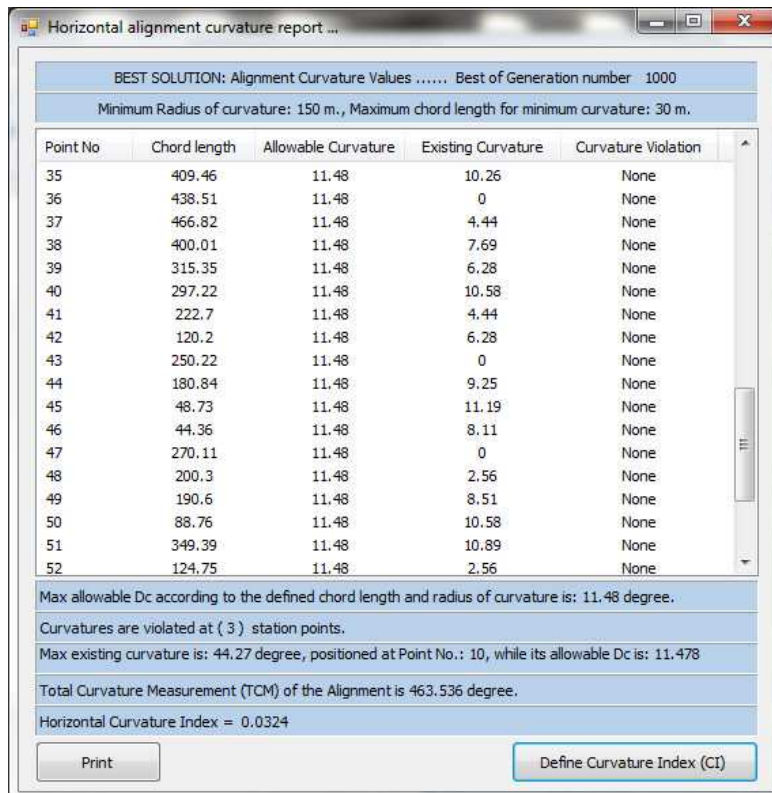 Horizontal alignment curvature report ...
BEST SOLUTION: Alignment Curvature Values ...... Best of Generation number 1000
Minimum Radius of curvature: 150 m., Maximum chord length for minimum curvature: 30 m.
Point No Chord length Allowable Curvature Existing Curvature Curvature Violation
35 409.46 11.48 10.26 None
36 438.51 11.48 0 None
37 466.82 11.48 4.44 None
38 400.01 11.48 7.69 None
39 315.35 11.48 6.28 None
40 297.22 11.48 10.58 None
41 222.7 11.48 4.44 None
42 120.2 11.48 6.28 None
43 250.22 11.48 0 None
44 180.84 11.48 9.25 None
45 48.73 11.48 11.19 None
46 44.36 11.48 8.11 None
47 270.11 11.48 0 None
48 200.3 11.48 2.56 None
49 190.6 11.48 8.51 None
50 88.76 11.48 10.58 None
51 349.39 11.48 10.89 None
52 124.75 11.48 2.56 None
Max allowable Dc according to the defined chord length and radius of curvature is: 11.48 degree.
Curvatures are violated at ( 3 ) station points.
Max existing curvature is: 44.27 degree, positioned at Point No.: 10, while its allowable Dc is: 11.478
Total Curvature Measurement (TCM) of the Alignment is 463.536 degree.
Horizontal Curvature Index = 0.0324
Print Define Curvature Index (CI)